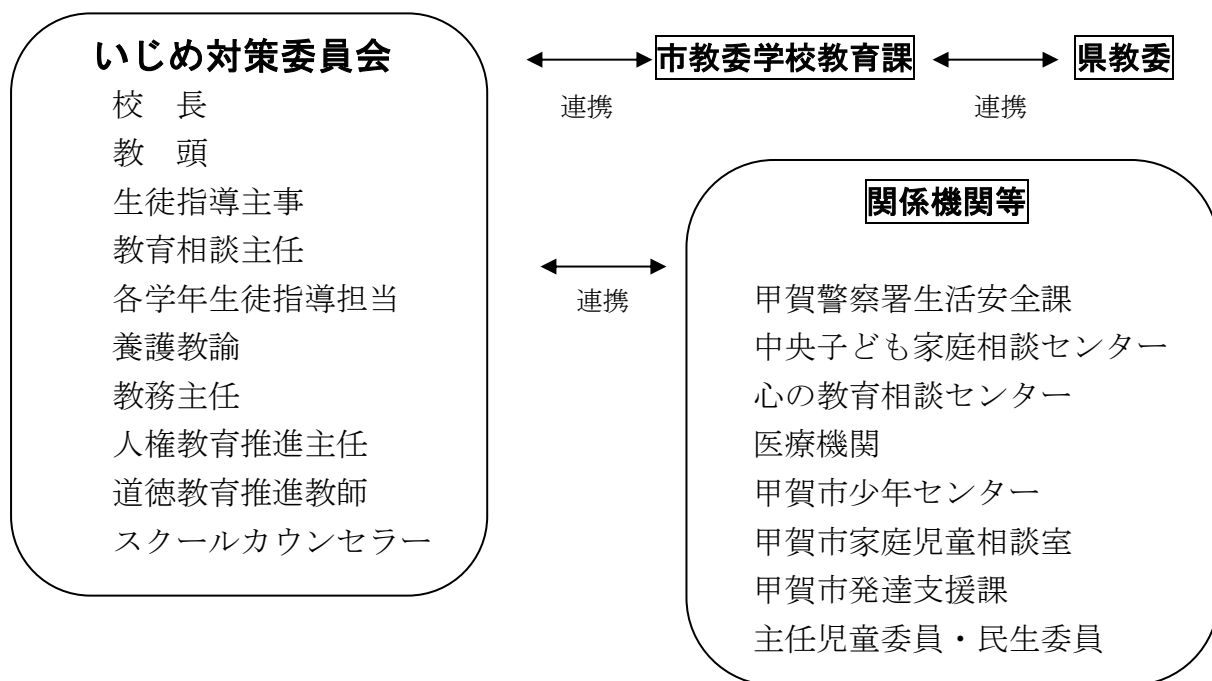 いじめ対策委員会
校　長
教　頭
生徒指導主事
教育相談主任
各学年生徒指導担当
養護教諭
教務主任
人権教育推進主任
道徳教育推進教師
スクールカウンセラー
連携
市教委学校教育課
連携
県教委
連携
関係機関等
甲賀警察署生活安全課
中央子ども家庭相談センター
心の教育相談センター
医療機関
甲賀市少年センター
甲賀市家庭児童相談室
甲賀市発達支援課
主任児童委員・民生委員